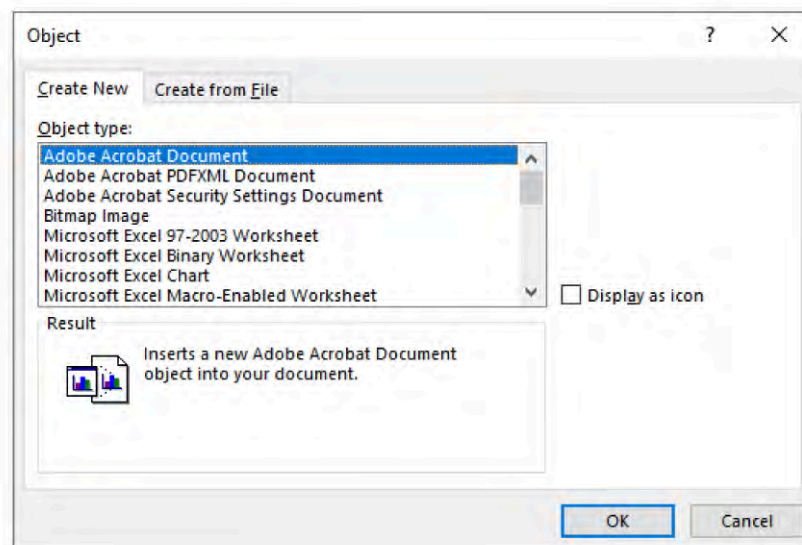 Object
?
Create New
Create from File
Object type:
Adobe Acrobat Document
Adobe Acrobat PDFXML Document
Adobe Acrobat Security Settings Document
Bitmap Image
Microsoft Excel 97-2003 Worksheet
Microsoft Excel Binary Worksheet
Microsoft Excel Chart
Microsoft Excel Macro-Enabled Worksheet
Display as icon
Result
Inserts a new Adobe Acrobat Document
object into your document.
OK
Cancel